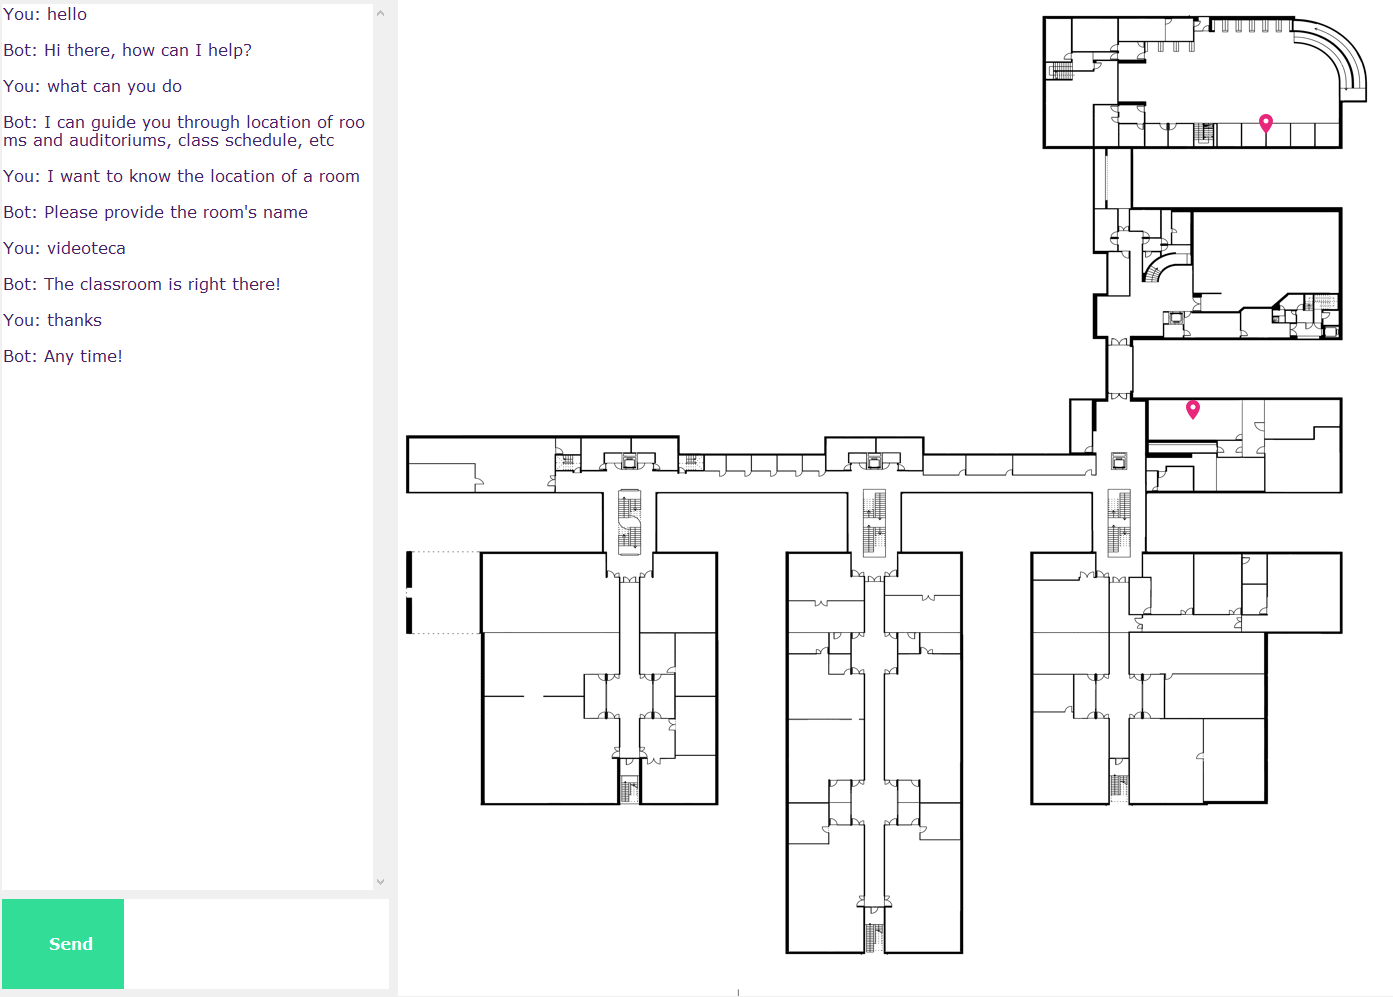 You: hello
Bot: Hi there, how can I help?
You: what can you do
Bot: I can guide you through location of roo
ms and auditoriums, class schedule, etc
You: I want to know the location of a room
Bot: Please provide the room's name
You: videoteca
Bot: The classroom is right there!
You: thanks
Bot: Any time!
Send